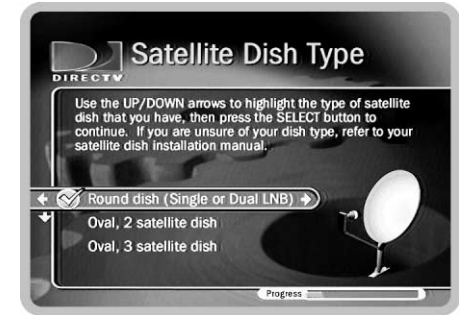 Satellite Dish Type
DIRECTV
Use the UP/DOWN arrows to highlight the type of satellite
dish that you have, then press the SELECT button to
continue. If you are unsure of your dish type, refer to your
satellite dish installation manual.
Round dish (Single or Dual LNB)
Oval, 2 satellite dish
Oval, 3 satellite dish
Progress